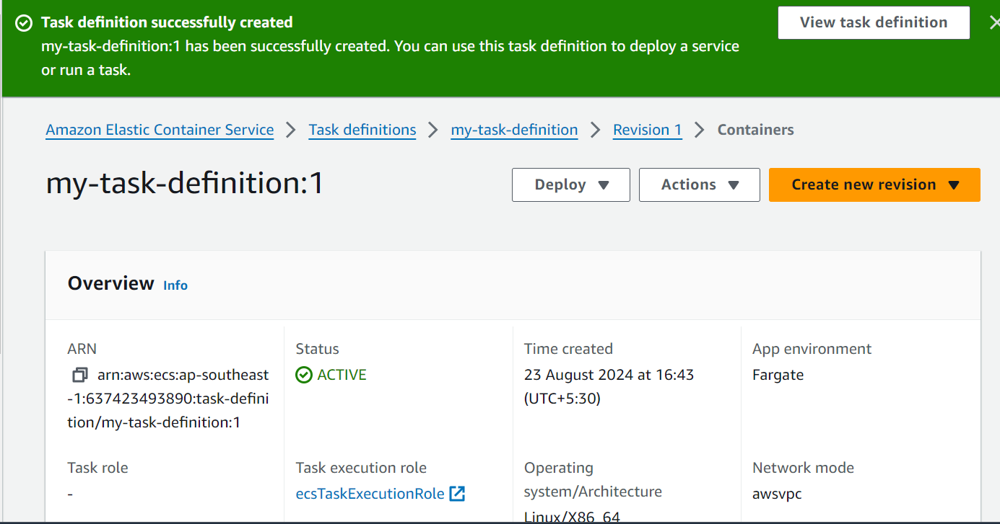 Task definition successfully created
View task definition
my-task-definition:1 has been successfully created. You can use this task definition to deploy a service
or run a task.
Amazon Elastic Container Service
Task definitions
my-task-definition
Revision 1
Containers
my-task-definition:1
Deploy
Actions
Create new revision
Overview Info
ARN
arn:aws:ecs:ap-southeast
-1:637423493890:task-defini
tion/my-task-definition:1
Status
ACTIVE
Time created
23 August 2024 at 16:43
(UTC+5:30)
App environment
Fargate
Task role
-
Task execution role
ecsTaskExecutionRole
Operating
system/Architecture
Linux/X86_64
Network mode
awsvpc